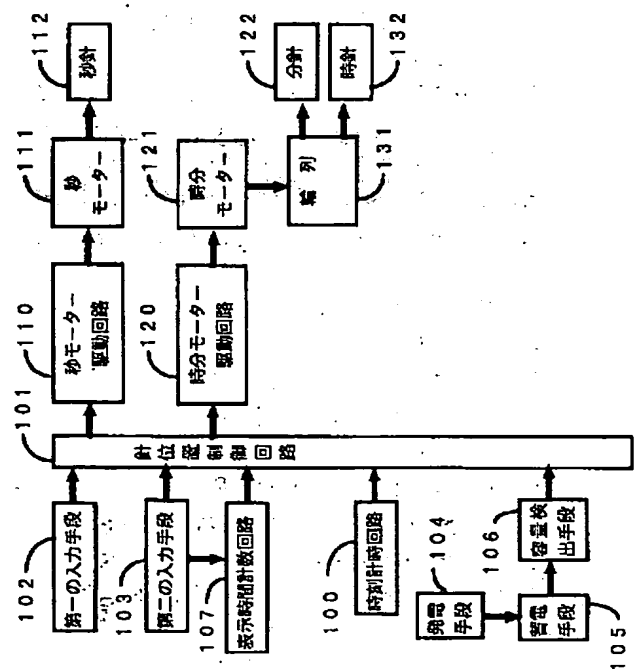 102
第一の入力手段
103
第二の入力手段
107
表示時間計数回路
100
時刻計時回路
104
発電
手段
105
蓄電
手段
106
容量検
出手段
101
針位置制御回路
110
秒モーター
駆動回路
111
秒
モーター
112
秒針
120
時分モーター
駆動回路
121
時分
モーター
131
輪列
122
分針
132
時針